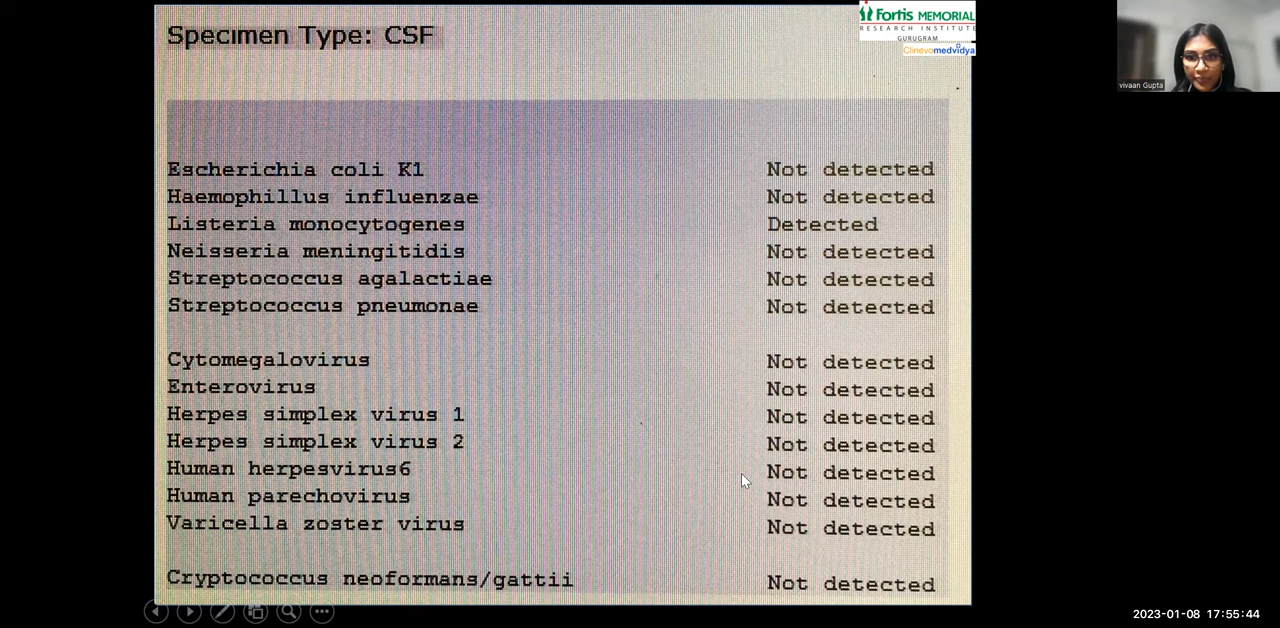 Specimen Type: CSF
Fortis MEMORIAL
RESEARCH INSTITUTE
GURUGRAM
Clinevomedvidya
vivaan Gupta
Escherichia coli K1 Not detected
Haemophillus influenzae Not detected
Listeria monocytogenes Detected
Neisseria meningitidis Not detected
Streptococcus agalactiae Not detected
Streptococcus pneumonae Not detected
Cytomegalovirus Not detected
Enterovirus Not detected
Herpes simplex virus 1 Not detected
Herpes simplex virus 2 Not detected
Human herpesvirus6 Not detected
Human parechovirus Not detected
Varicella zoster virus Not detected
Cryptococcus neoformans/gattii Not detected
2023-01-08 17:55:44